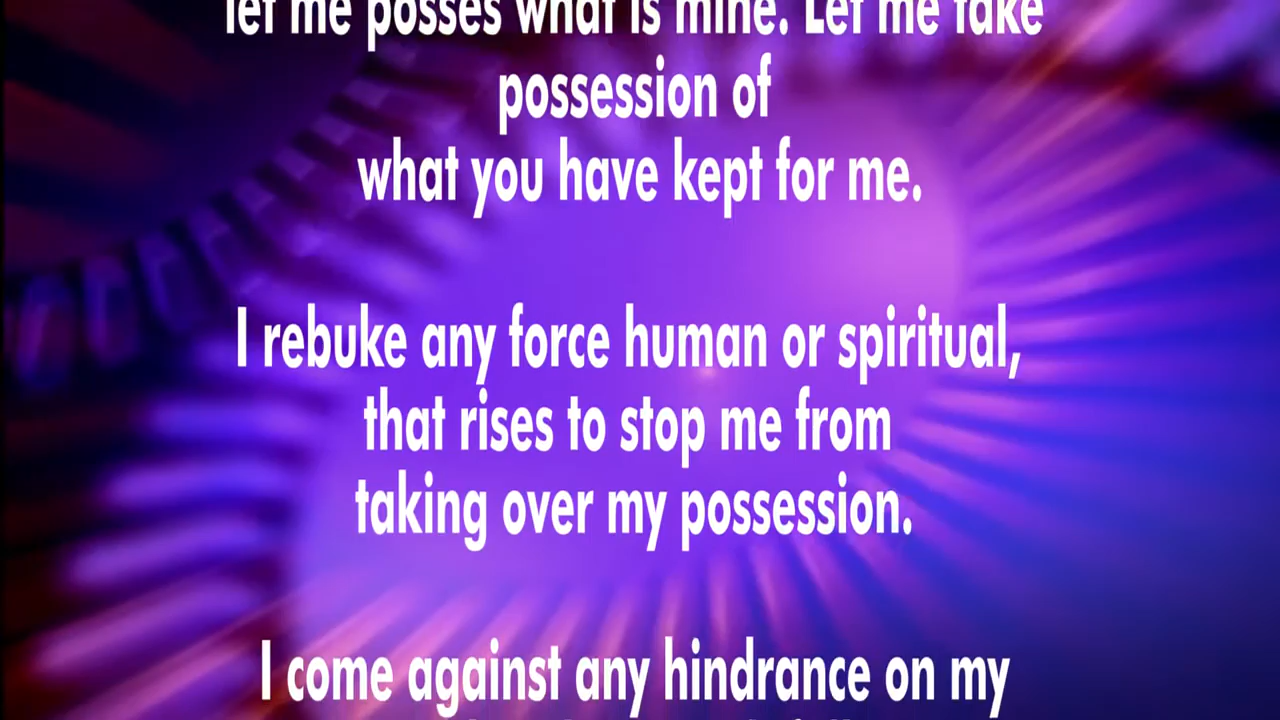 let me posses what is mine. Let me take
possession of
what you have kept for me.
I rebuke any force human or spiritual,
that rises to stop me from
taking over my possession.
I come against any hindrance on my